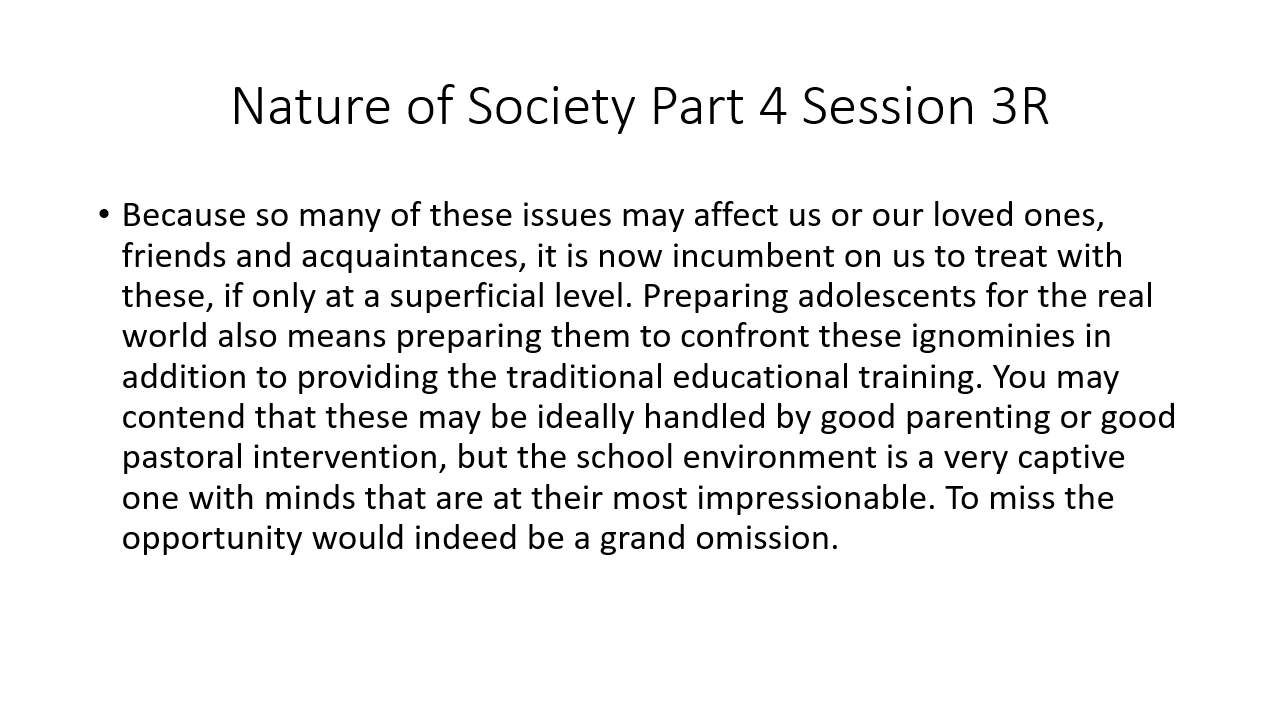 Nature of Society Part 4 Session 3R
• Because so many of these issues may affect us or our loved ones,
friends and acquaintances, it is now incumbent on us to treat with
these, if only at a superficial level. Preparing adolescents for the real
world also means preparing them to confront these ignominies in
addition to providing the traditional educational training. You may
contend that these may be ideally handled by good parenting or good
pastoral intervention, but the school environment is a very captive
one with minds that are at their most impressionable. To miss the
opportunity would indeed be a grand omission.